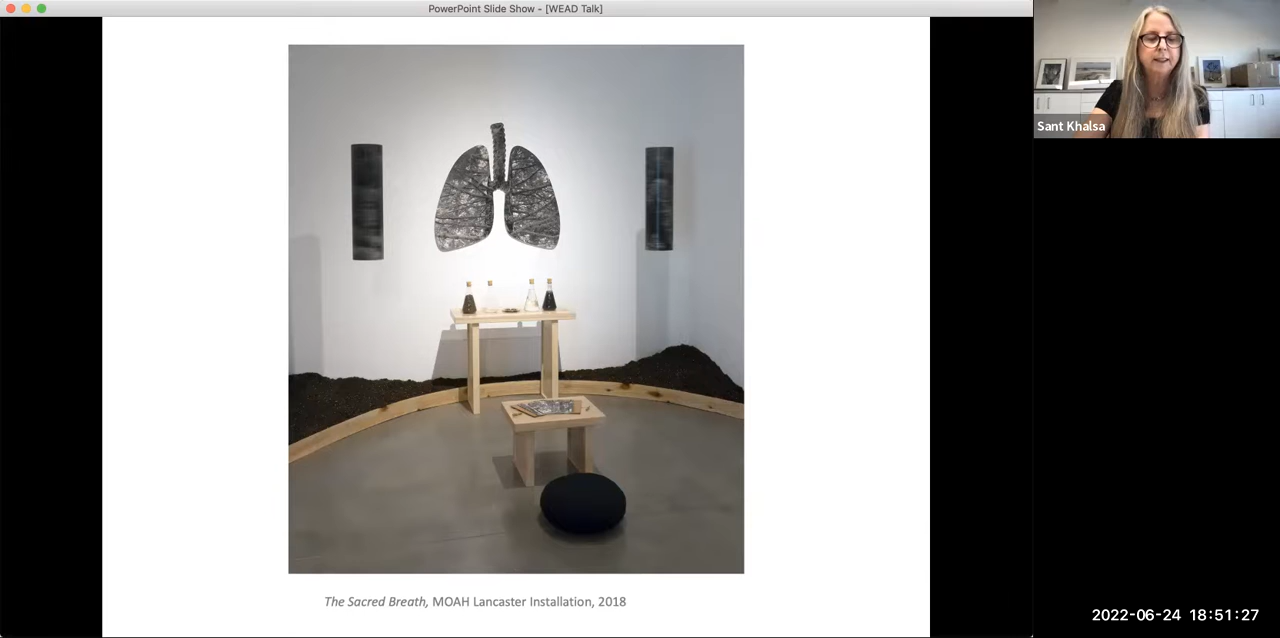 PowerPoint Slide Show - [WEAD Talk]
Sant Khalsa
The Sacred Breath, MOAH Lancaster Installation, 2018
2022-06-24 18:51:27